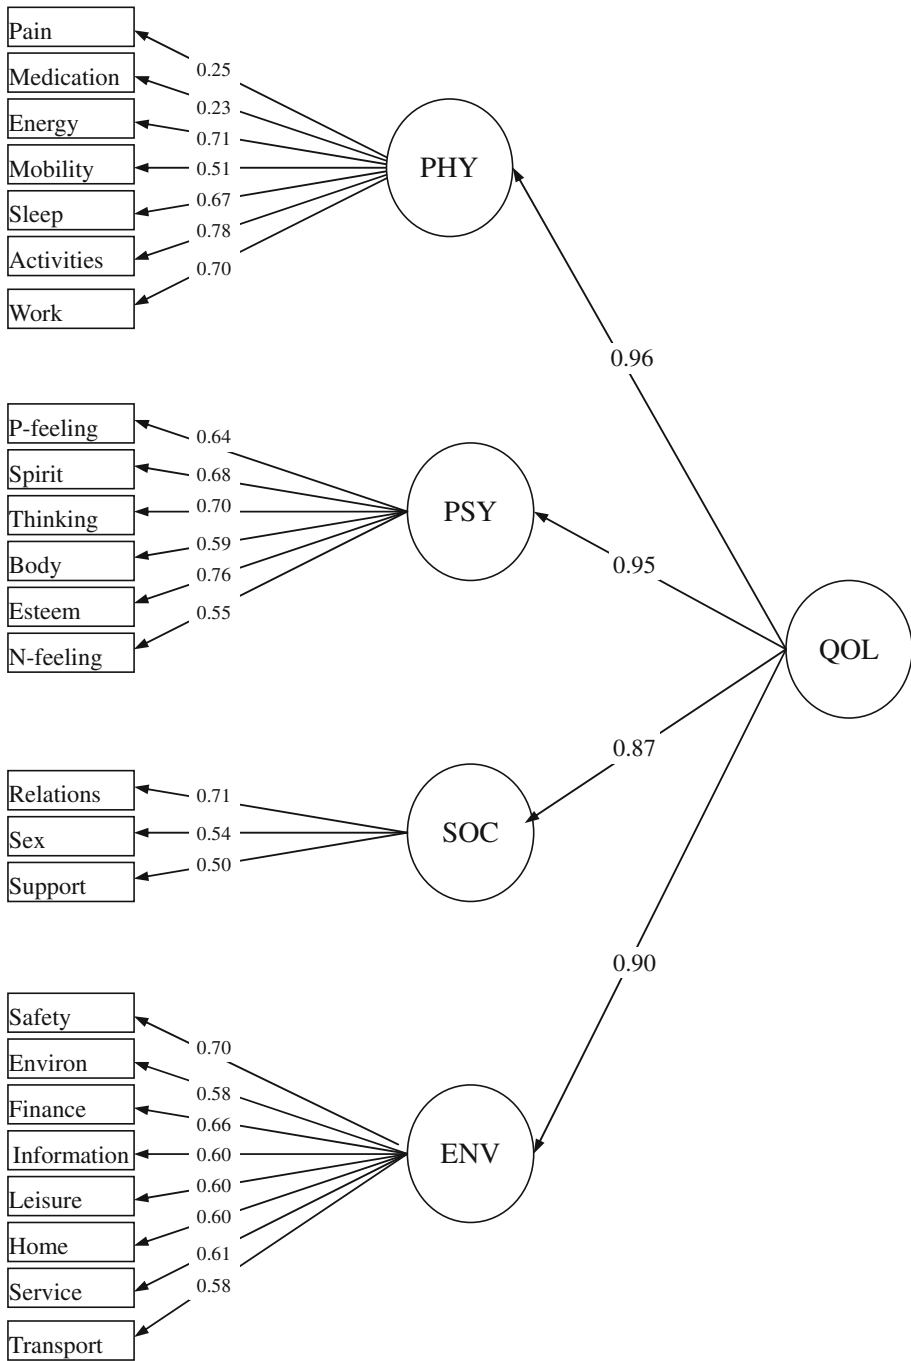 Pain
0.25
Medication
0.23
Energy
0.71
Mobility
0.51
PHY
Sleep
0.67
Activities
0.78
Work
0.70
0.96
P-feeling
0.64
Spirit
0.68
Thinking
0.70
PSY
Body
0.59
Esteem
0.76
N-feeling
0.55
0.95
QOL
0.87
Relations
0.71
Sex
0.54
SOC
Support
0.50
0.90
Safety
0.70
Environ
0.58
Finance
0.66
Information
0.60
ENV
Leisure
0.60
Home
0.60
Service
0.61
Transport
0.58